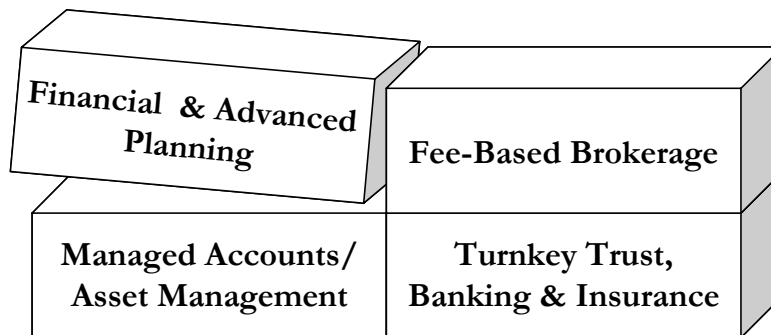 Financial & Advanced
Planning
Fee-Based Brokerage
Managed Accounts/
Asset Management
Turnkey Trust,
Banking & Insurance